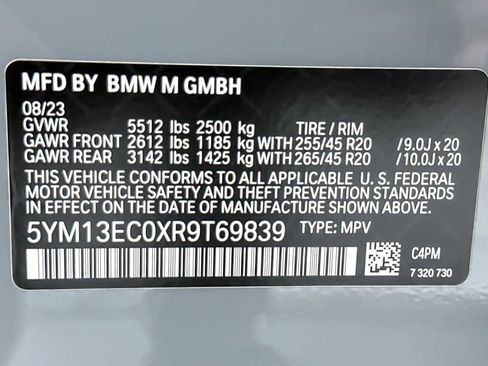 MFD BY BMW M GMBH
08/23
GVWR 5512 lbs 2500 kg TIRE / RIM
GAWR FRONT 2612 lbs 1185 kg WITH 255/45 R20 / 9.0J x 20
GAWR REAR 3142 lbs 1425 kg WITH 265/45 R20 / 10.0J x 20
THIS VEHICLE CONFORMS TO ALL APPLICABLE U. S. FEDERAL
MOTOR VEHICLE SAFETY AND THEFT PREVENTION STANDARDS
IN EFFECT ON THE DATE OF MANUFACTURE SHOWN ABOVE.
5YM13EC0XR9T69839 TYPE: MPV
C4PM
7 320 730